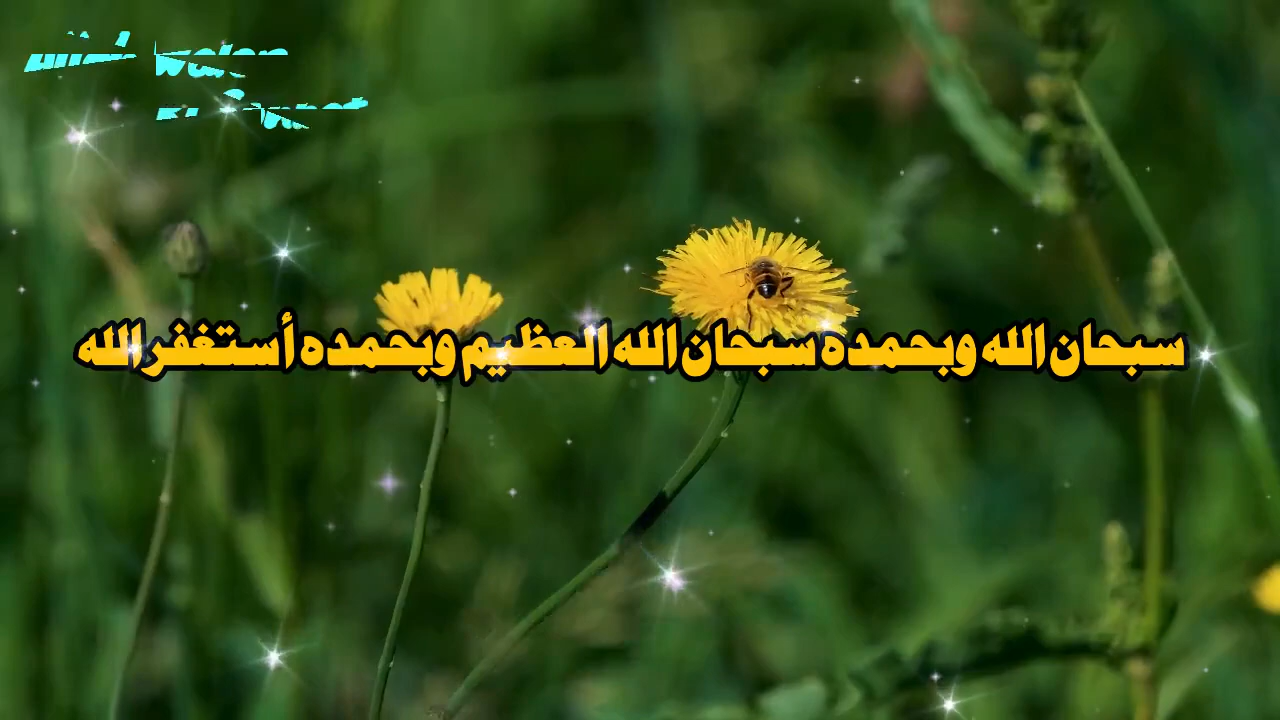 سبحان الله وبحمده سبحان الله العظيم وبحمده أستغفر الله